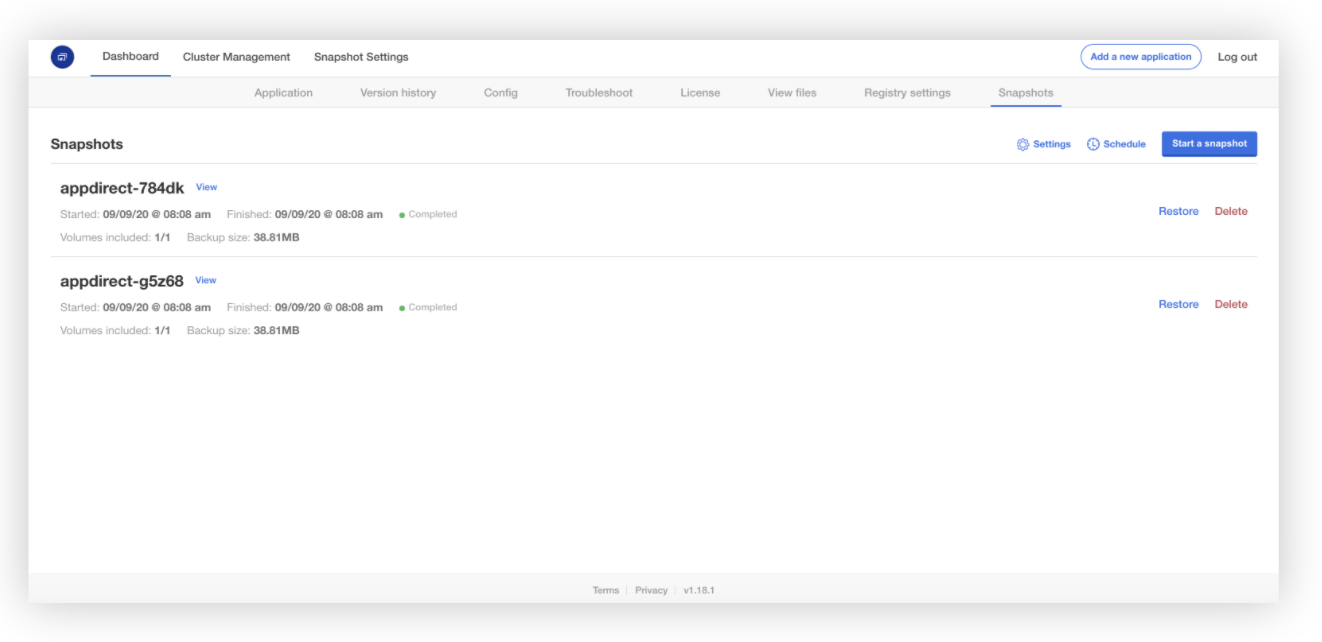 Dashboard Cluster Management Snapshot Settings Add a new application Log out
Application Version history Config Troubleshoot License View files Registry settings Snapshots
Snapshots Settings Schedule Start a snapshot
appdirect-784dk View
Started: 09/09/20 @ 08:08 am Finished: 09/09/20 @ 08:08 am Completed Restore Delete
Volumes included: 1/1 Backup size: 38.81MB
appdirect-g5z68 View
Started: 09/09/20 @ 08:08 am Finished: 09/09/20 @ 08:08 am Completed Restore Delete
Volumes included: 1/1 Backup size: 38.81MB
Terms Privacy v1.18.1